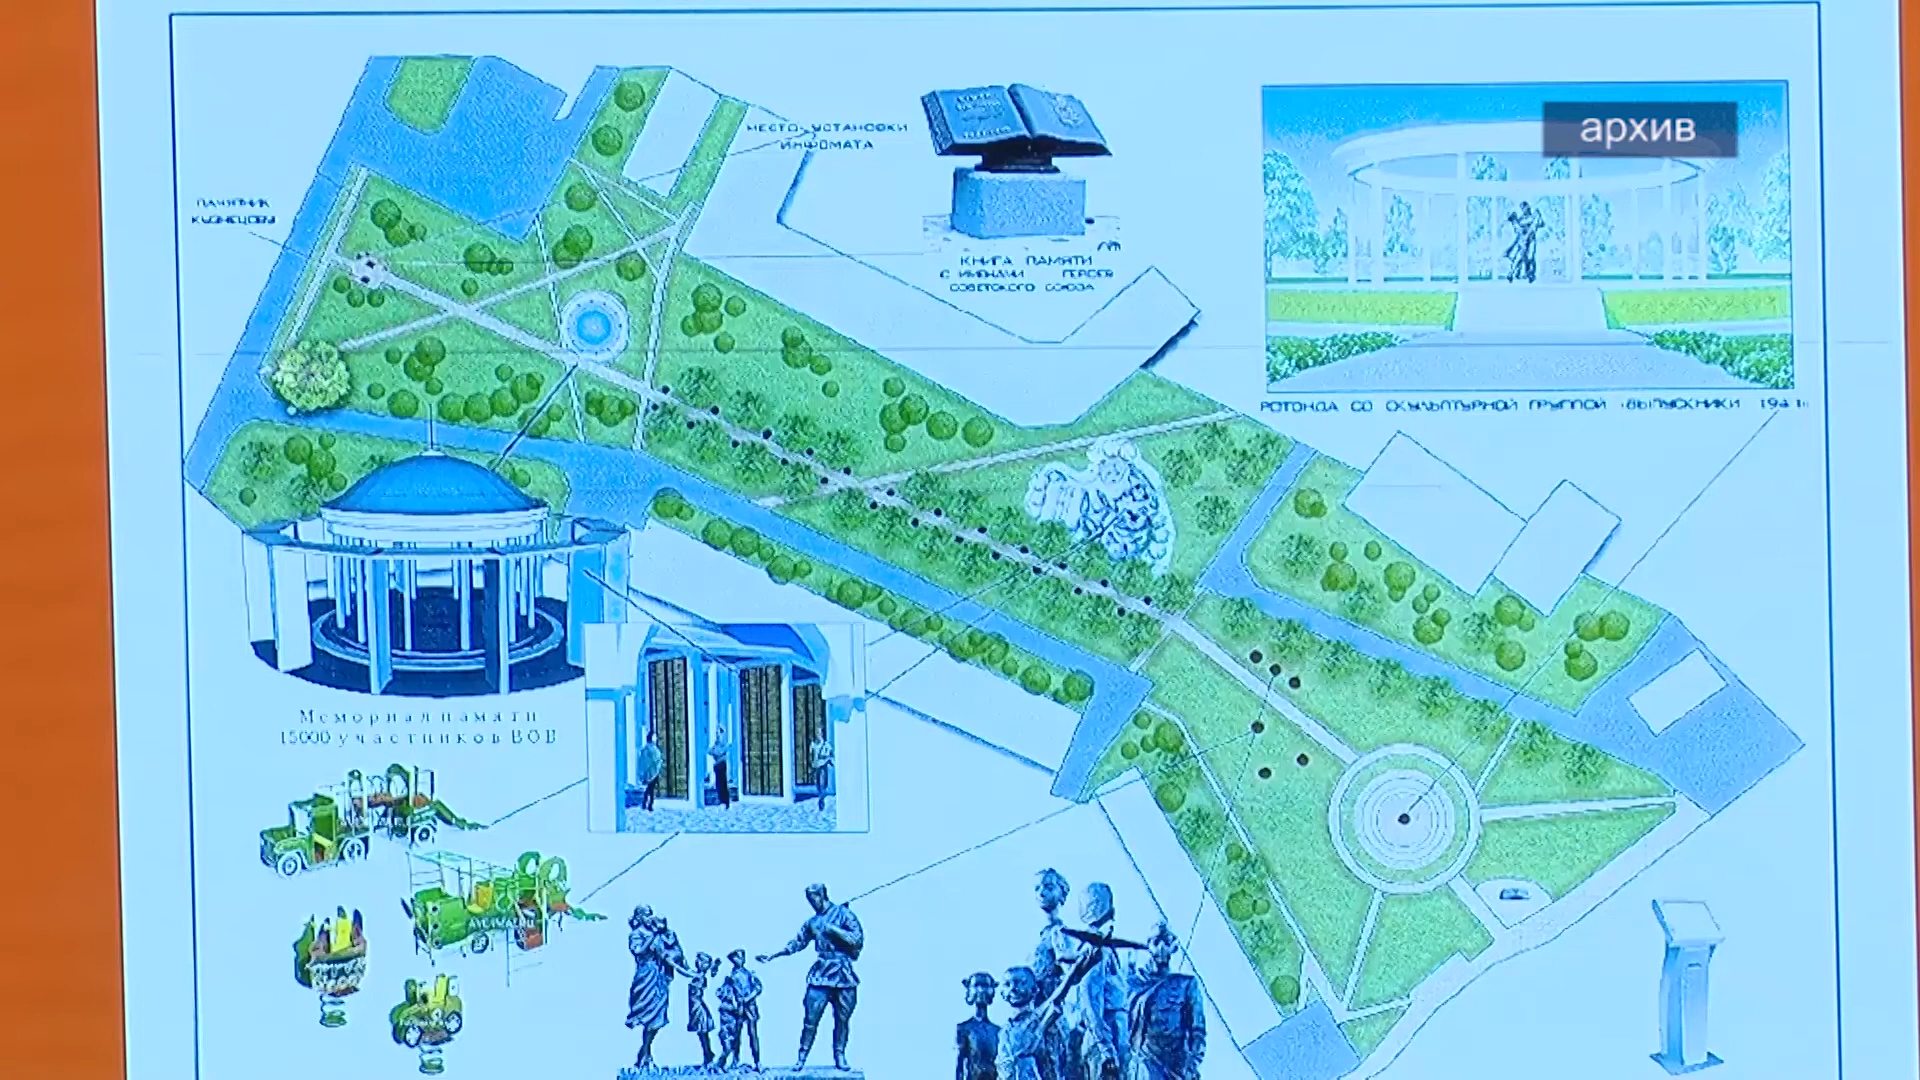 архив
МЕСТО УСТАНОВКИ
ИНФОМАТА
ПАМЯТНИК
КУЗНЕЦОВУ
КНИГА ПАМЯТИ
С ИМЕНАМИ ГЕРОЕВ
СОВЕТСКОГО СОЮЗА
РОТОНДА СО СКУЛЬПТУРНОЙ ГРУППОЙ «ВЫПУСКНИКИ 1941»
Мемориал памяти
15000 участников ВОВ